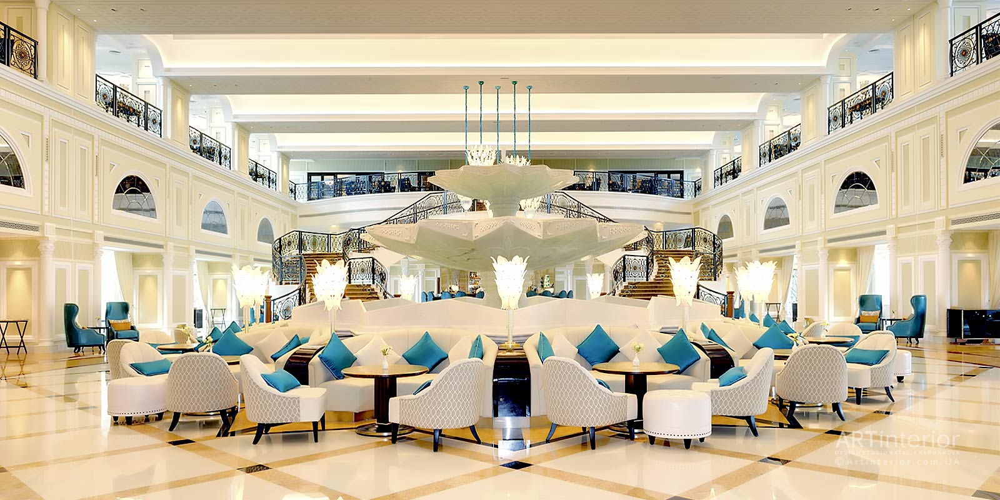 ARTinterior
DESIGN STUDIO NATALIA KARMANOVA
© Artinterior.com.UA